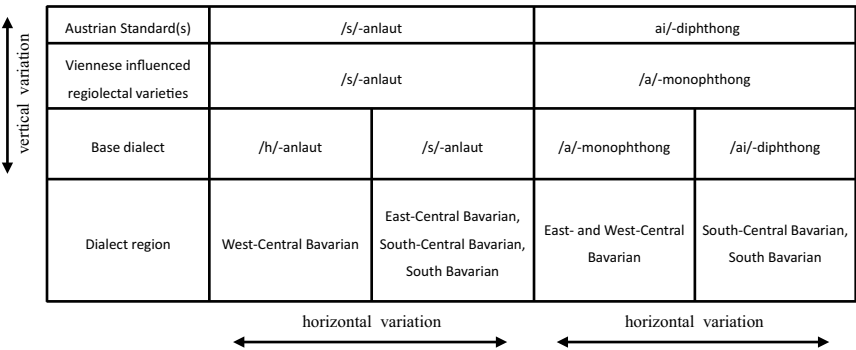 vertical variation
Austrian Standard(s)
/s/-anlaut
ai/-diphthong
Viennese influenced
regiolectal varieties
/s/-anlaut
/a/-monophthong
Base dialect
/h/-anlaut
/s/-anlaut
/a/-monophthong
/ai/-diphthong
Dialect region
West-Central Bavarian
East-Central Bavarian,
South-Central Bavarian,
South Bavarian
East- and West-Central
Bavarian
South-Central Bavarian,
South Bavarian
horizontal variation
horizontal variation